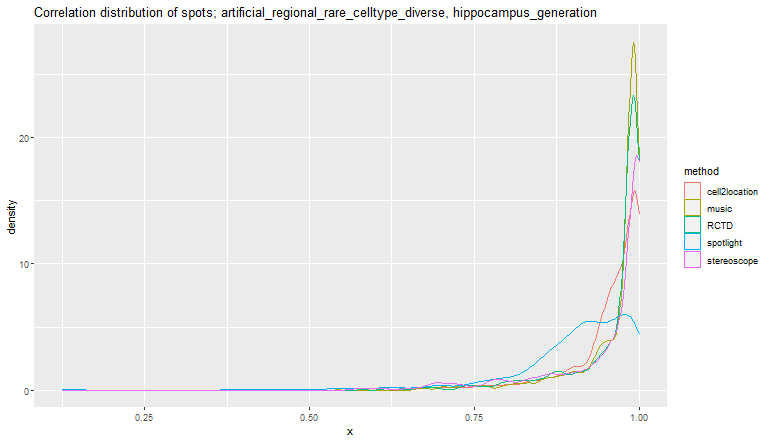 Correlation distribution of spots; artificial_regional_rare_celltype_diverse, hippocampus_generation
density
20
10
0
0.25 0.50 0.75 1.00
x
method
cell2location
music
RCTD
spotlight
stereoscope